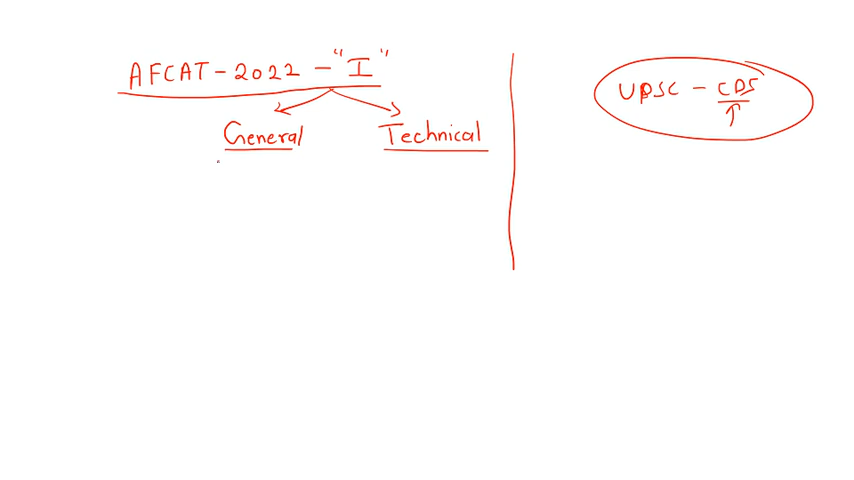 AFCAT - 2022 - "I"
General
Technical
UPSC - CDS